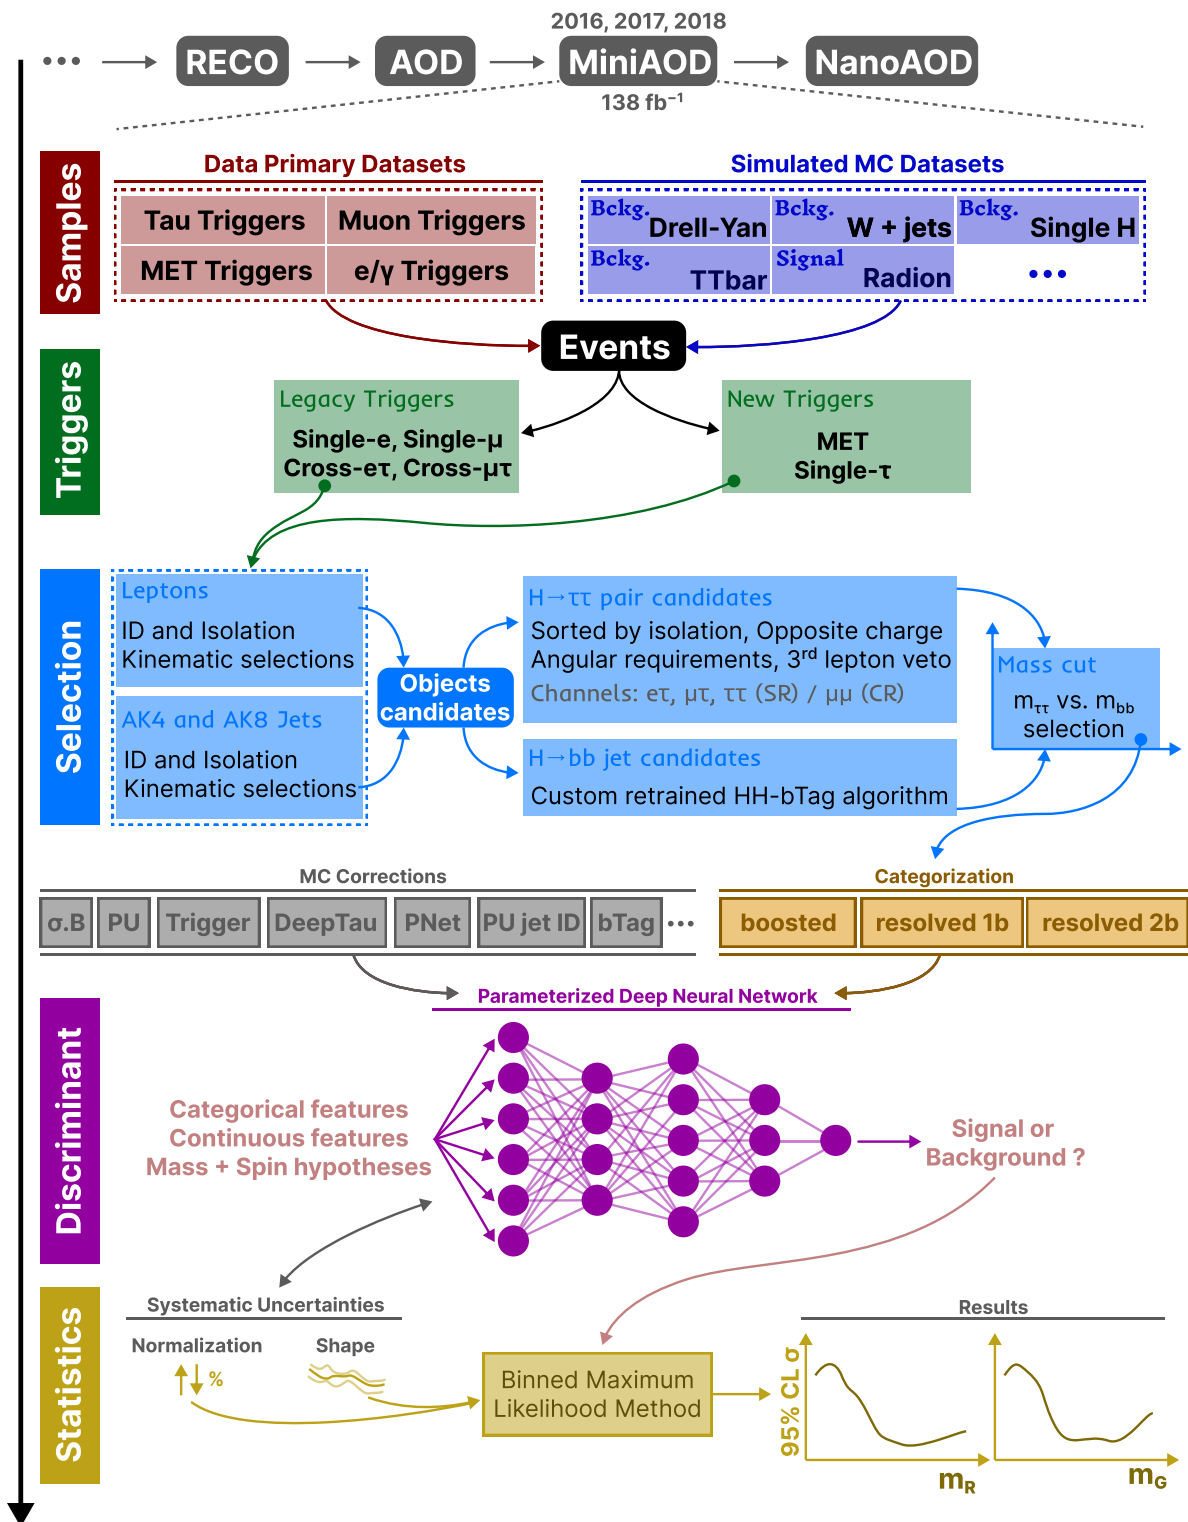 2016, 2017, 2018
••• RECO AOD MiniAOD NanoAOD
138 fb⁻¹
Samples
Data Primary Datasets
Tau Triggers Muon Triggers
MET Triggers e/γ Triggers
Simulated MC Datasets
Bckg. Drell-Yan Bckg. W + jets Bckg. Single H
Bckg. TTbar Signal Radion •••
Events
Triggers
Legacy Triggers
Single-e, Single-μ
Cross-eτ, Cross-μτ
New Triggers
MET
Single-τ
Selection
Leptons
ID and Isolation
Kinematic selections
AK4 and AK8 Jets
ID and Isolation
Kinematic selections
Objects
candidates
H→ττ pair candidates
Sorted by isolation, Opposite charge
Angular requirements, 3rd lepton veto
Channels: eτ, μτ, ττ (SR) / μμ (CR)
H→bb jet candidates
Custom retrained HH-bTag algorithm
Mass cut
mττ vs. mbb
selection
MC Corrections
σ.B PU Trigger DeepTau PNet PU jet ID bTag •••
Categorization
boosted resolved 1b resolved 2b
Discriminant
Parameterized Deep Neural Network
Categorical features
Continuous features
Mass + Spin hypotheses
Signal or
Background ?
Statistics
Systematic Uncertainties
Normalization Shape
%
Binned Maximum
Likelihood Method
Results
95% CL σ
mR
mG